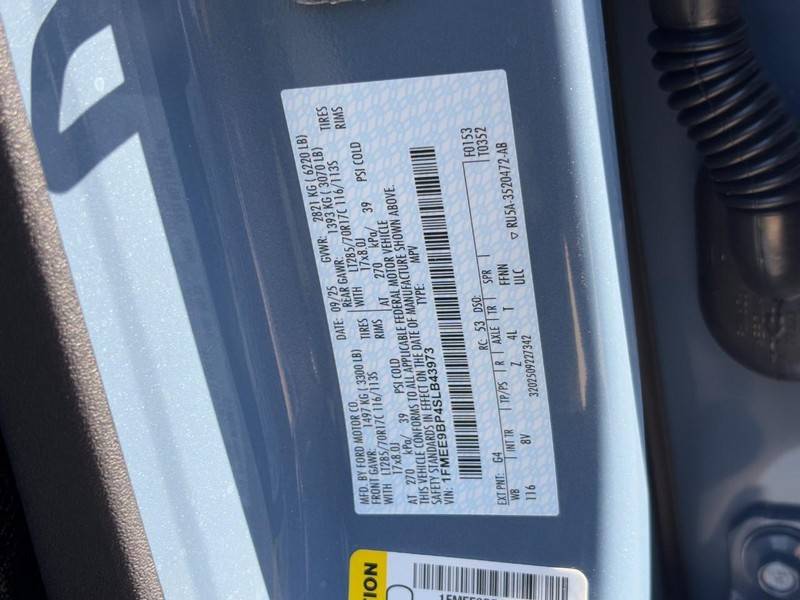 MFD. BY FORD MOTOR CO. DATE: 09/25 GVWR: 2821 KG ( 6220 LB)
FRONT GAWR: 1497 KG ( 3300 LB) REAR GAWR: 1393 KG ( 3070 LB)
WITH LT285/70R17C 116/113S TIRES WITH LT285/70R17C 116/113S TIRES
17x8.0J RIMS 17x8.0J RIMS
AT 270 kPa/ 39 PSI COLD AT 270 kPa/ 39 PSI COLD
THIS VEHICLE CONFORMS TO ALL APPLICABLE FEDERAL MOTOR VEHICLE
SAFETY STANDARDS IN EFFECT ON THE DATE OF MANUFACTURE SHOWN ABOVE.
VIN: 1FMEE9BP4SLB43973 TYPE: MPV
F0153
T0352
EXT PNT: G4 RC: 53 DSO:
WB INT TR TP/PS R AXLE TR SPR
116 8V Z 4L T FFNN
ULC
3202509227342 ▽ RU5A-3520472-AB